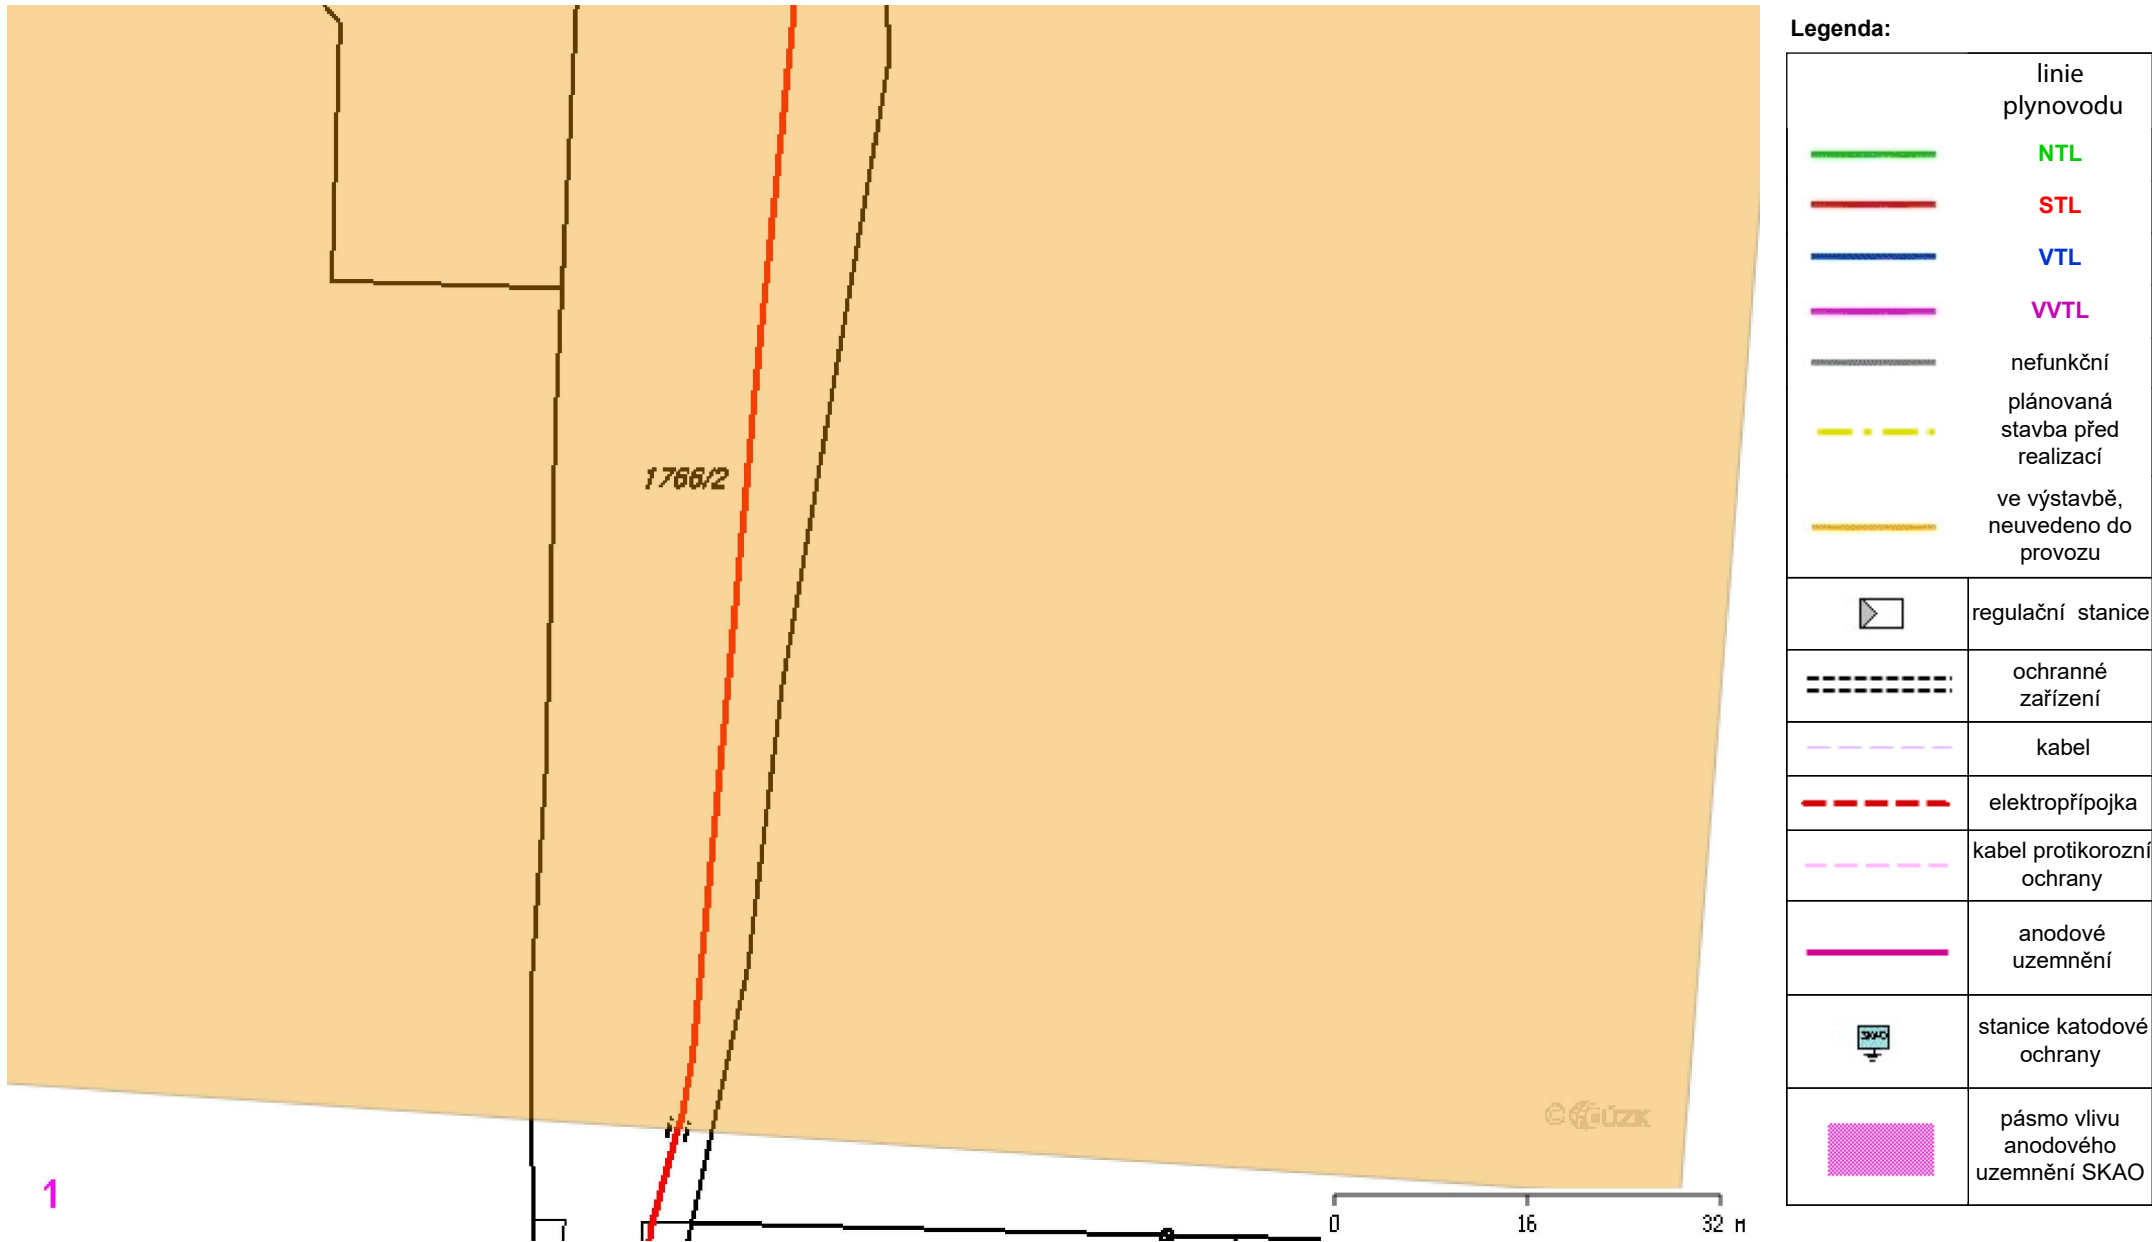 1766/2
1
© ČÚZK
0 16 32 M
Legenda:
linie
plynovodu
NTL
STL
VTL
VVTL
nefunkční
plánovaná
stavba před
realizací
ve výstavbě,
neuvedeno do
provozu
regulační stanice
ochranné
zařízení
kabel
elektropřípojka
kabel protikorozní
ochrany
anodové
uzemnění
SKAO
stanice katodové
ochrany
pásmo vlivu
anodového
uzemnění SKAO